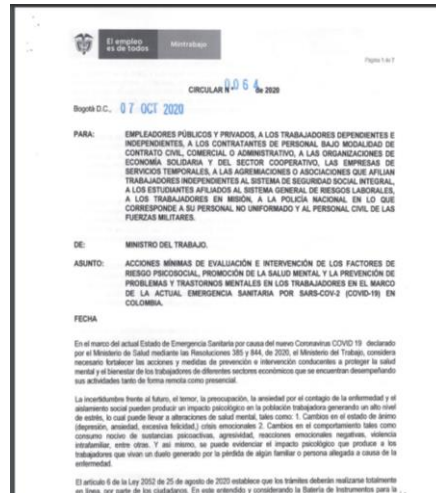 El empleo
es de todos
Mintrabajo
Página 1 de 7
CIRCULAR N° 0064 de 2020
Bogotá D.C., 07 OCT 2020
PARA: EMPLEADORES PÚBLICOS Y PRIVADOS, A LOS TRABAJADORES DEPENDIENTES E
INDEPENDIENTES, A LOS CONTRATANTES DE PERSONAL BAJO MODALIDAD DE
CONTRATO CIVIL, COMERCIAL O ADMINISTRATIVO, A LAS ORGANIZACIONES DE
ECONOMÍA SOLIDARIA Y DEL SECTOR COOPERATIVO, LAS EMPRESAS DE
SERVICIOS TEMPORALES, A LAS AGREMIACIONES O ASOCIACIONES QUE AFILIAN
TRABAJADORES INDEPENDIENTES AL SISTEMA DE SEGURIDAD SOCIAL INTEGRAL,
A LOS ESTUDIANTES AFILIADOS AL SISTEMA GENERAL DE RIESGOS LABORALES,
A LOS TRABAJADORES EN MISIÓN, A LA POLICÍA NACIONAL EN LO QUE
CORRESPONDE A SU PERSONAL NO UNIFORMADO Y AL PERSONAL CIVIL DE LAS
FUERZAS MILITARES.
DE: MINISTRO DEL TRABAJO.
ASUNTO: ACCIONES MÍNIMAS DE EVALUACIÓN E INTERVENCIÓN DE LOS FACTORES DE
RIESGO PSICOSOCIAL, PROMOCIÓN DE LA SALUD MENTAL Y LA PREVENCIÓN DE
PROBLEMAS Y TRASTORNOS MENTALES EN LOS TRABAJADORES EN EL MARCO
DE LA ACTUAL EMERGENCIA SANITARIA POR SARS-COV-2 (COVID-19) EN
COLOMBIA.
FECHA
En el marco del actual Estado de Emergencia Sanitaria por causa del nuevo Coronavirus COVID 19 declarado
por el Ministerio de Salud mediante las Resoluciones 385 y 844, de 2020, el Ministerio del Trabajo, considera
necesario fortalecer las acciones y medidas de prevención e intervención conducentes a proteger la salud
mental y el bienestar de los trabajadores de diferentes sectores económicos que se encuentran desempeñando
sus actividades tanto de forma remota como presencial.
La incertidumbre frente al futuro, el temor, la preocupación, la ansiedad por el contagio de la enfermedad y el
aislamiento social pueden producir un impacto psicológico en la población trabajadora generando un alto nivel
de estrés, lo cual puede llevar a alteraciones de salud mental, tales como: 1. Cambios en el estado de ánimo
(depresión, ansiedad, excesiva felicidad,) crisis emocionales 2. Cambios en el comportamiento tales como
consumo nocivo de sustancias psicoactivas, agresividad, reacciones emocionales negativas, violencia
intrafamiliar, entre otras. Y así mismo, se puede evidenciar el impacto psicológico que produce a los
trabajadores que vivan un duelo generado por la pérdida de algún familiar o persona allegada a causa de la
enfermedad.
El artículo 6 de la Ley 2052 de 25 de agosto de 2020 establece que los trámites deberán realizarse totalmente
en línea, por parte de los ciudadanos. En este entendido y considerando la Batería de Instrumentos para la